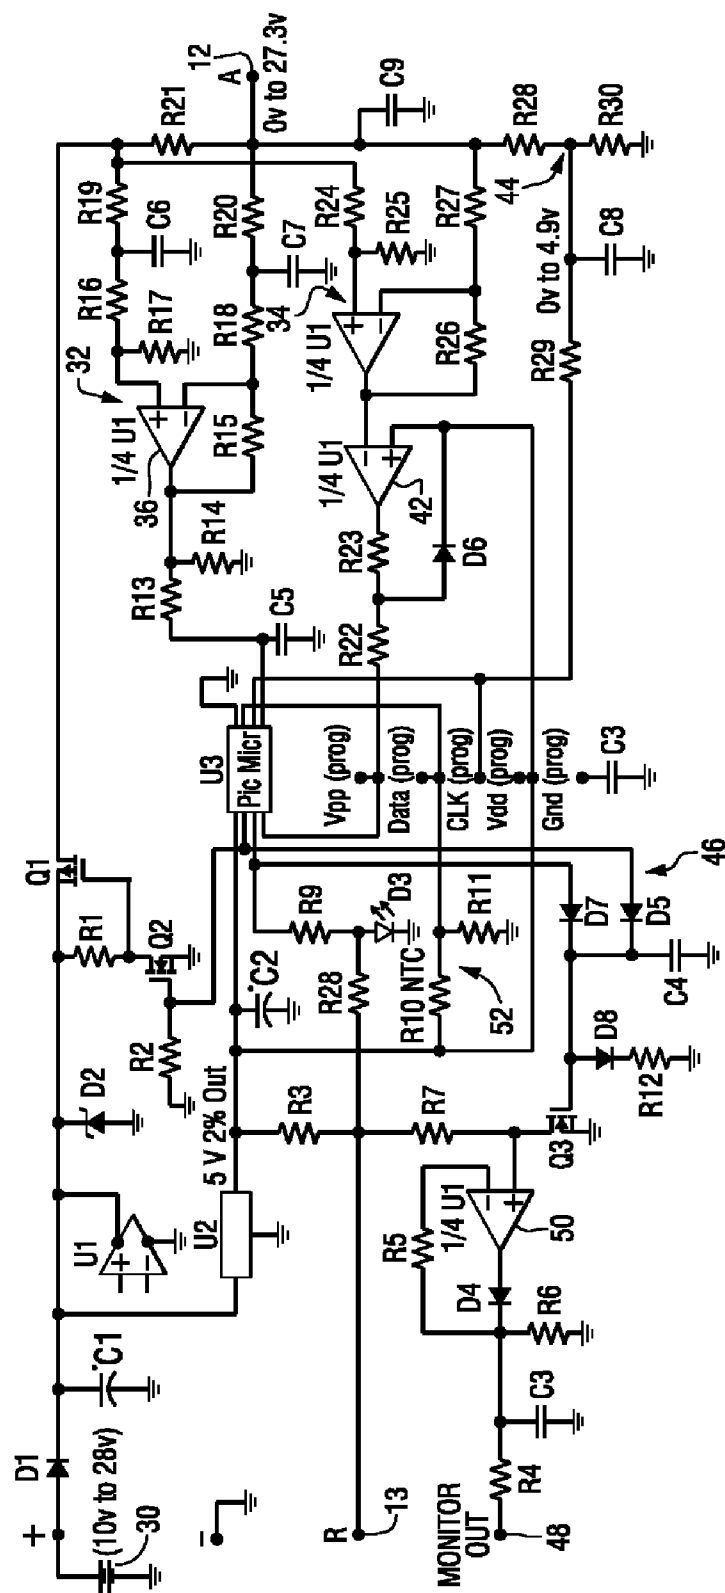 +
D1
Q1
(10v to 28v)
30
*C1
U1
+
−
D2
R1
Q2
R2
R19
R16
C6
R17
R21
32
1/4 U1
+
−
36
R14
R13
C5
12
A
0v to 27.3v
R20
C7
R18
R15
−
U2
5 V 2% Out
*C2
U3
Pic Micr
R9
D3
R28
R3
R24
R25
34
1/4 U1
+
−
C9
R27
R26
1/4 U1
−
+
42
R23
R22
D6
R
13
Vpp (prog)
Data (prog)
CLK (prog)
Vdd (prog)
Gnd (prog)
C3
R10 NTC
R11
52
R7
R5
1/4 U1
−
+
50
D4
R6
Q3
D8
R12
D7
D5
C4
46
R28
44
R30
0v to 4.9v
C8
R29
MONITOR
OUT
48
R4
C3